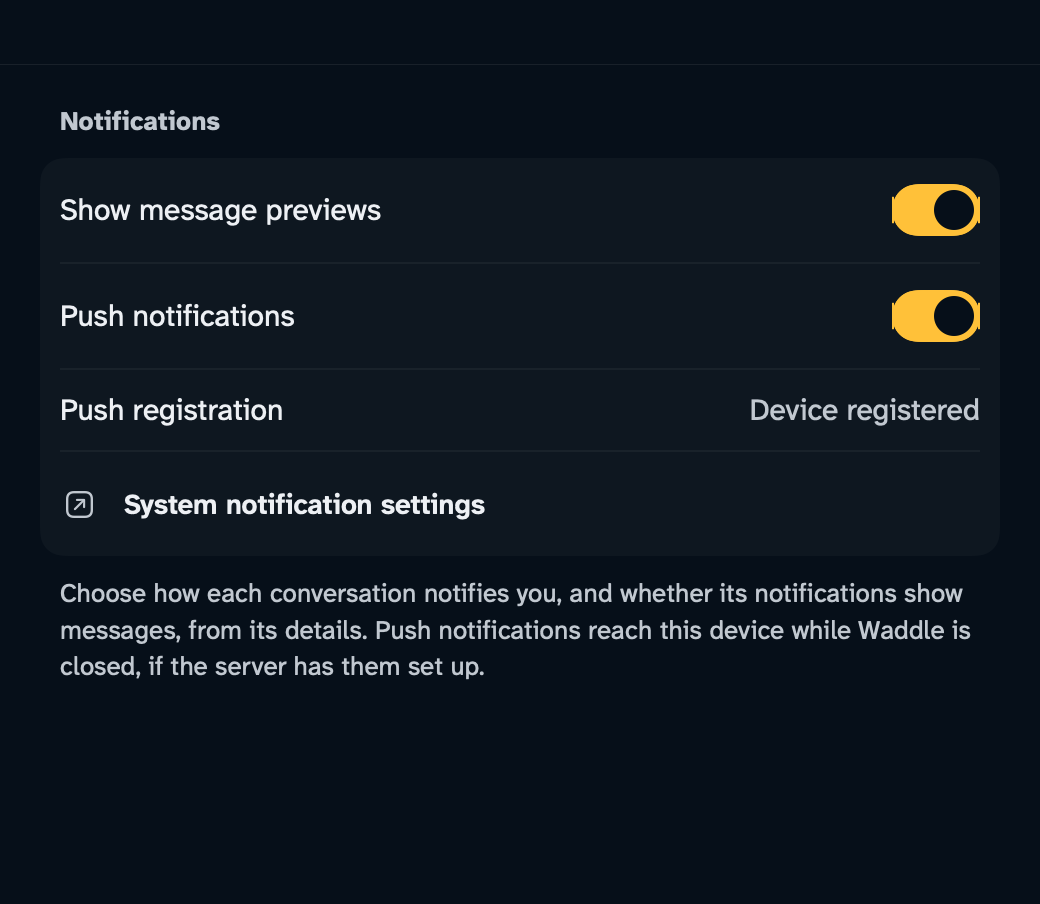 Notifications
Show message previews
Push notifications
Push registration
Device registered
System notification settings
Choose how each conversation notifies you, and whether its notifications show
messages, from its details. Push notifications reach this device while Waddle is
closed, if the server has them set up.